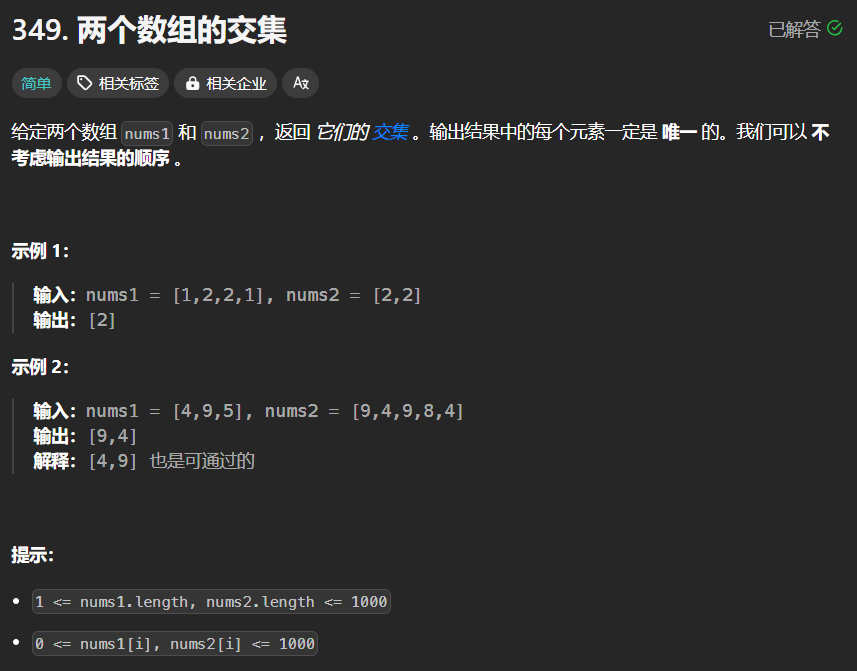 349. 两个数组的交集
已解答
简单 相关标签 相关企业 Ax
给定两个数组 nums1 和 nums2 ，返回 它们的 交集 。输出结果中的每个元素一定是 唯一 的。我们可以 不
考虑输出结果的顺序 。
示例 1：
输入：nums1 = [1,2,2,1], nums2 = [2,2]
输出：[2]
示例 2：
输入：nums1 = [4,9,5], nums2 = [9,4,9,8,4]
输出：[9,4]
解释：[4,9] 也是可通过的
提示：
• 1 <= nums1.length, nums2.length <= 1000
• 0 <= nums1[i], nums2[i] <= 1000